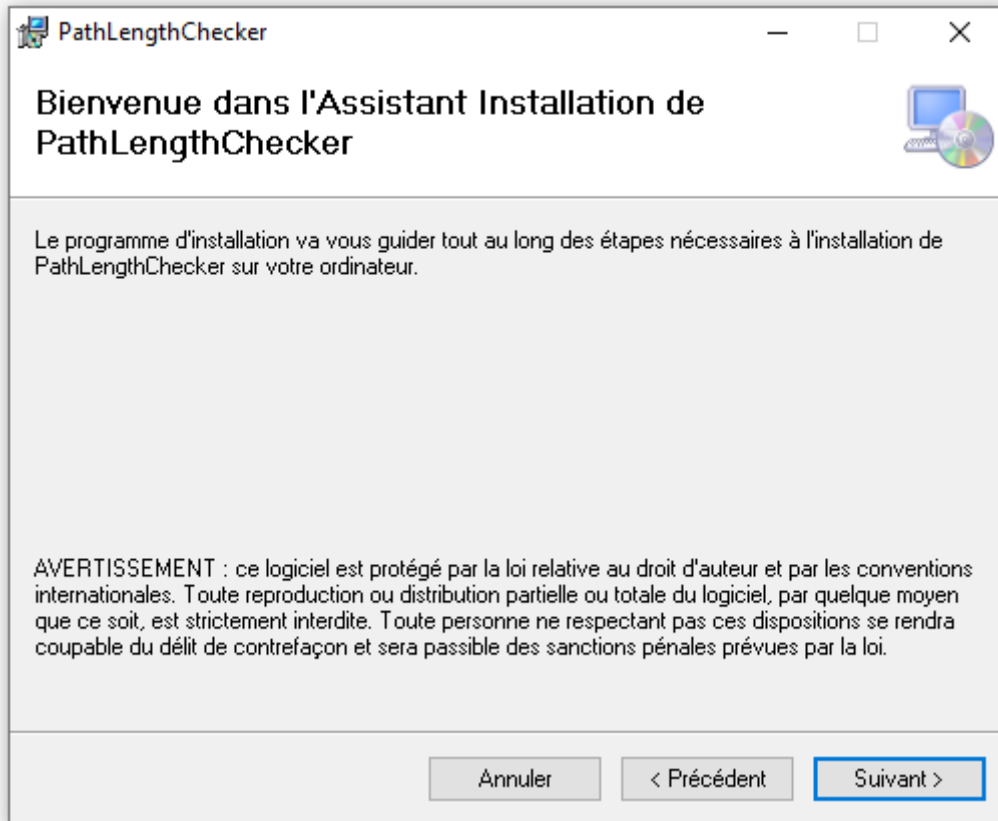 PathLengthChecker
Bienvenue dans l'Assistant Installation de
PathLengthChecker
Le programme d'installation va vous guider tout au long des étapes nécessaires à l'installation de
PathLengthChecker sur votre ordinateur.
AVERTISSEMENT : ce logiciel est protégé par la loi relative au droit d'auteur et par les conventions
internationales. Toute reproduction ou distribution partielle ou totale du logiciel, par quelque moyen
que ce soit, est strictement interdite. Toute personne ne respectant pas ces dispositions se rendra
coupable du délit de contrefaçon et sera passible des sanctions pénales prévues par la loi.
Annuler < Précédent Suivant >